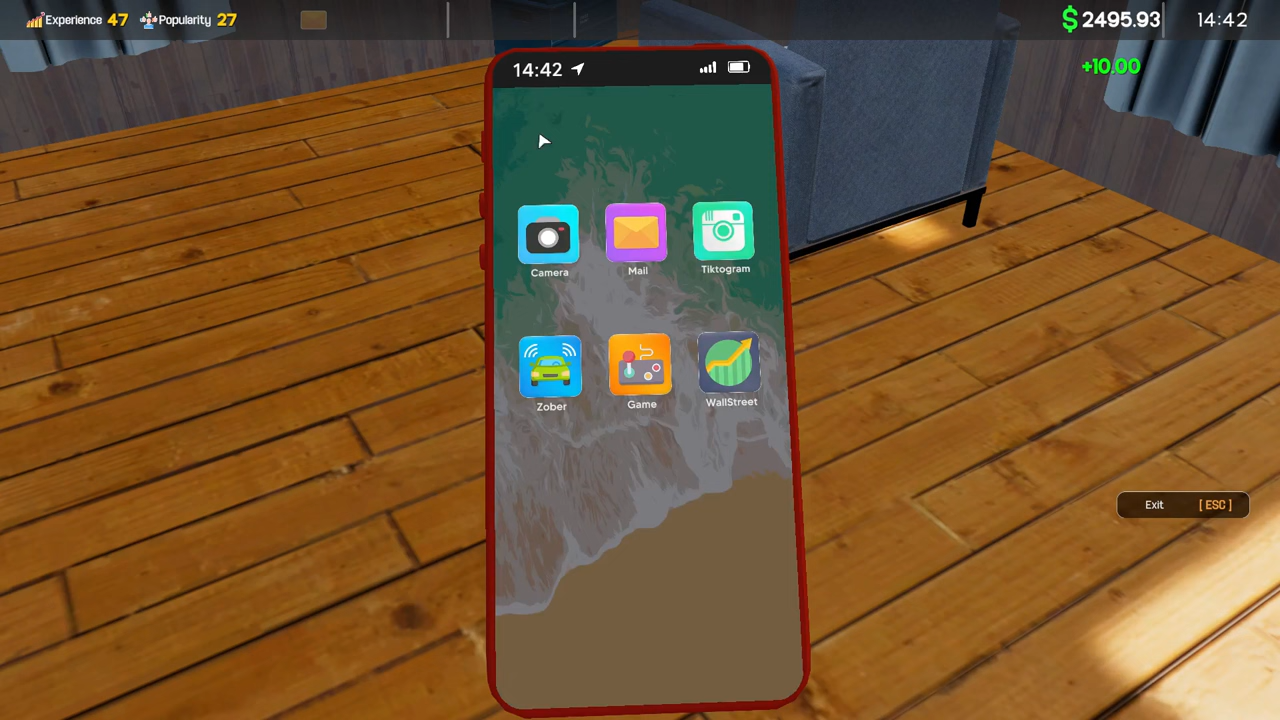 Experience 47 Popularity 27
$ 2495.93 14:42
+10.00
14:42
Camera Mail Tiktogram
Zober Game WallStreet
Exit [ ESC ]